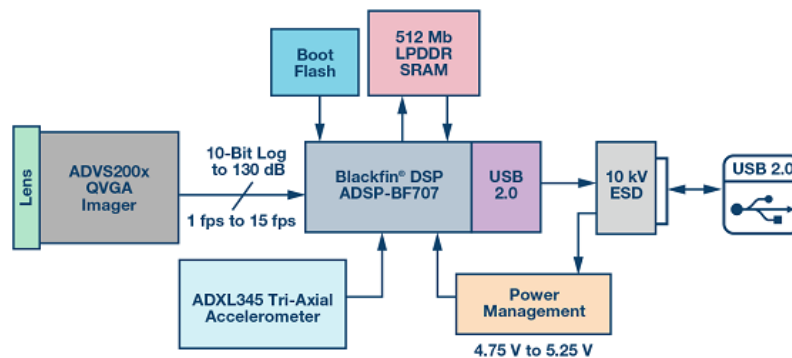 Boot
Flash
512 Mb
LPDDR
SRAM
Lens
ADVS200x
QVGA
Imager
10-Bit Log
to 130 dB
1 fps to 15 fps
Blackfin® DSP
ADSP-BF707
USB
2.0
10 kV
ESD
USB 2.0
ADXL345 Tri-Axial
Accelerometer
Power
Management
4.75 V to 5.25 V